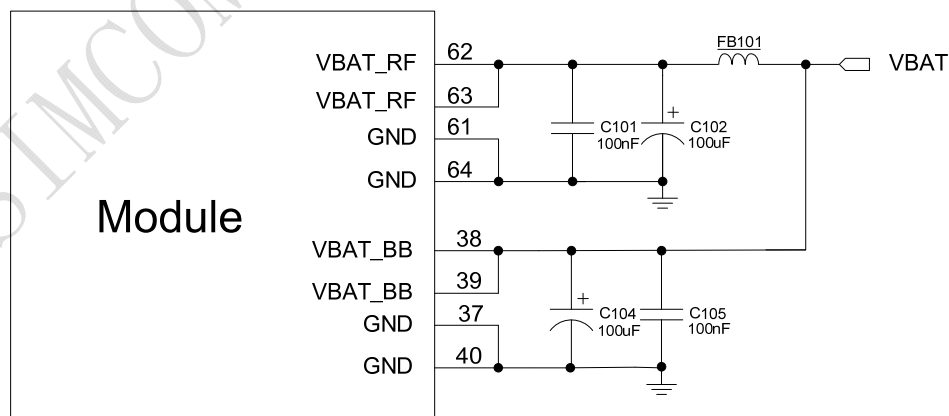 FB101
VBAT_RF 62
VBAT
VBAT_RF 63
GND 61
+
C101 C102
100nF 100uF
GND 64
SIMCOM
Module
VBAT_BB 38
VBAT_BB 39
+
GND 37
C104 C105
100uF 100nF
GND 40